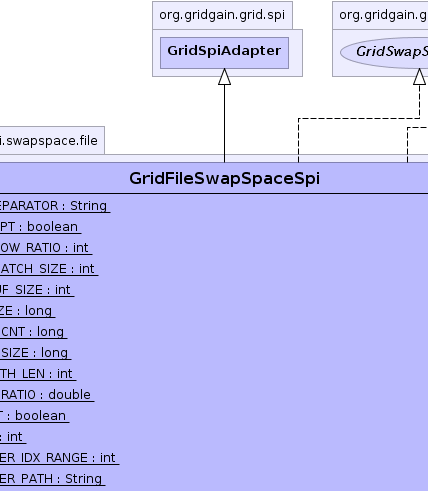 org.gridgain.grid.spi
org.gridgain.g
GridSpiAdapter
GridSwapS
i.swapspace.file
GridFileSwapSpaceSpi
EPARATOR : String
PT : boolean
OW_RATIO : int
ATCH_SIZE : int
UF_SIZE : int
ZE : long
CNT : long
SIZE : long
TH_LEN : int
RATIO : double
T : boolean
: int
ER_IDX_RANGE : int
ER_PATH : String